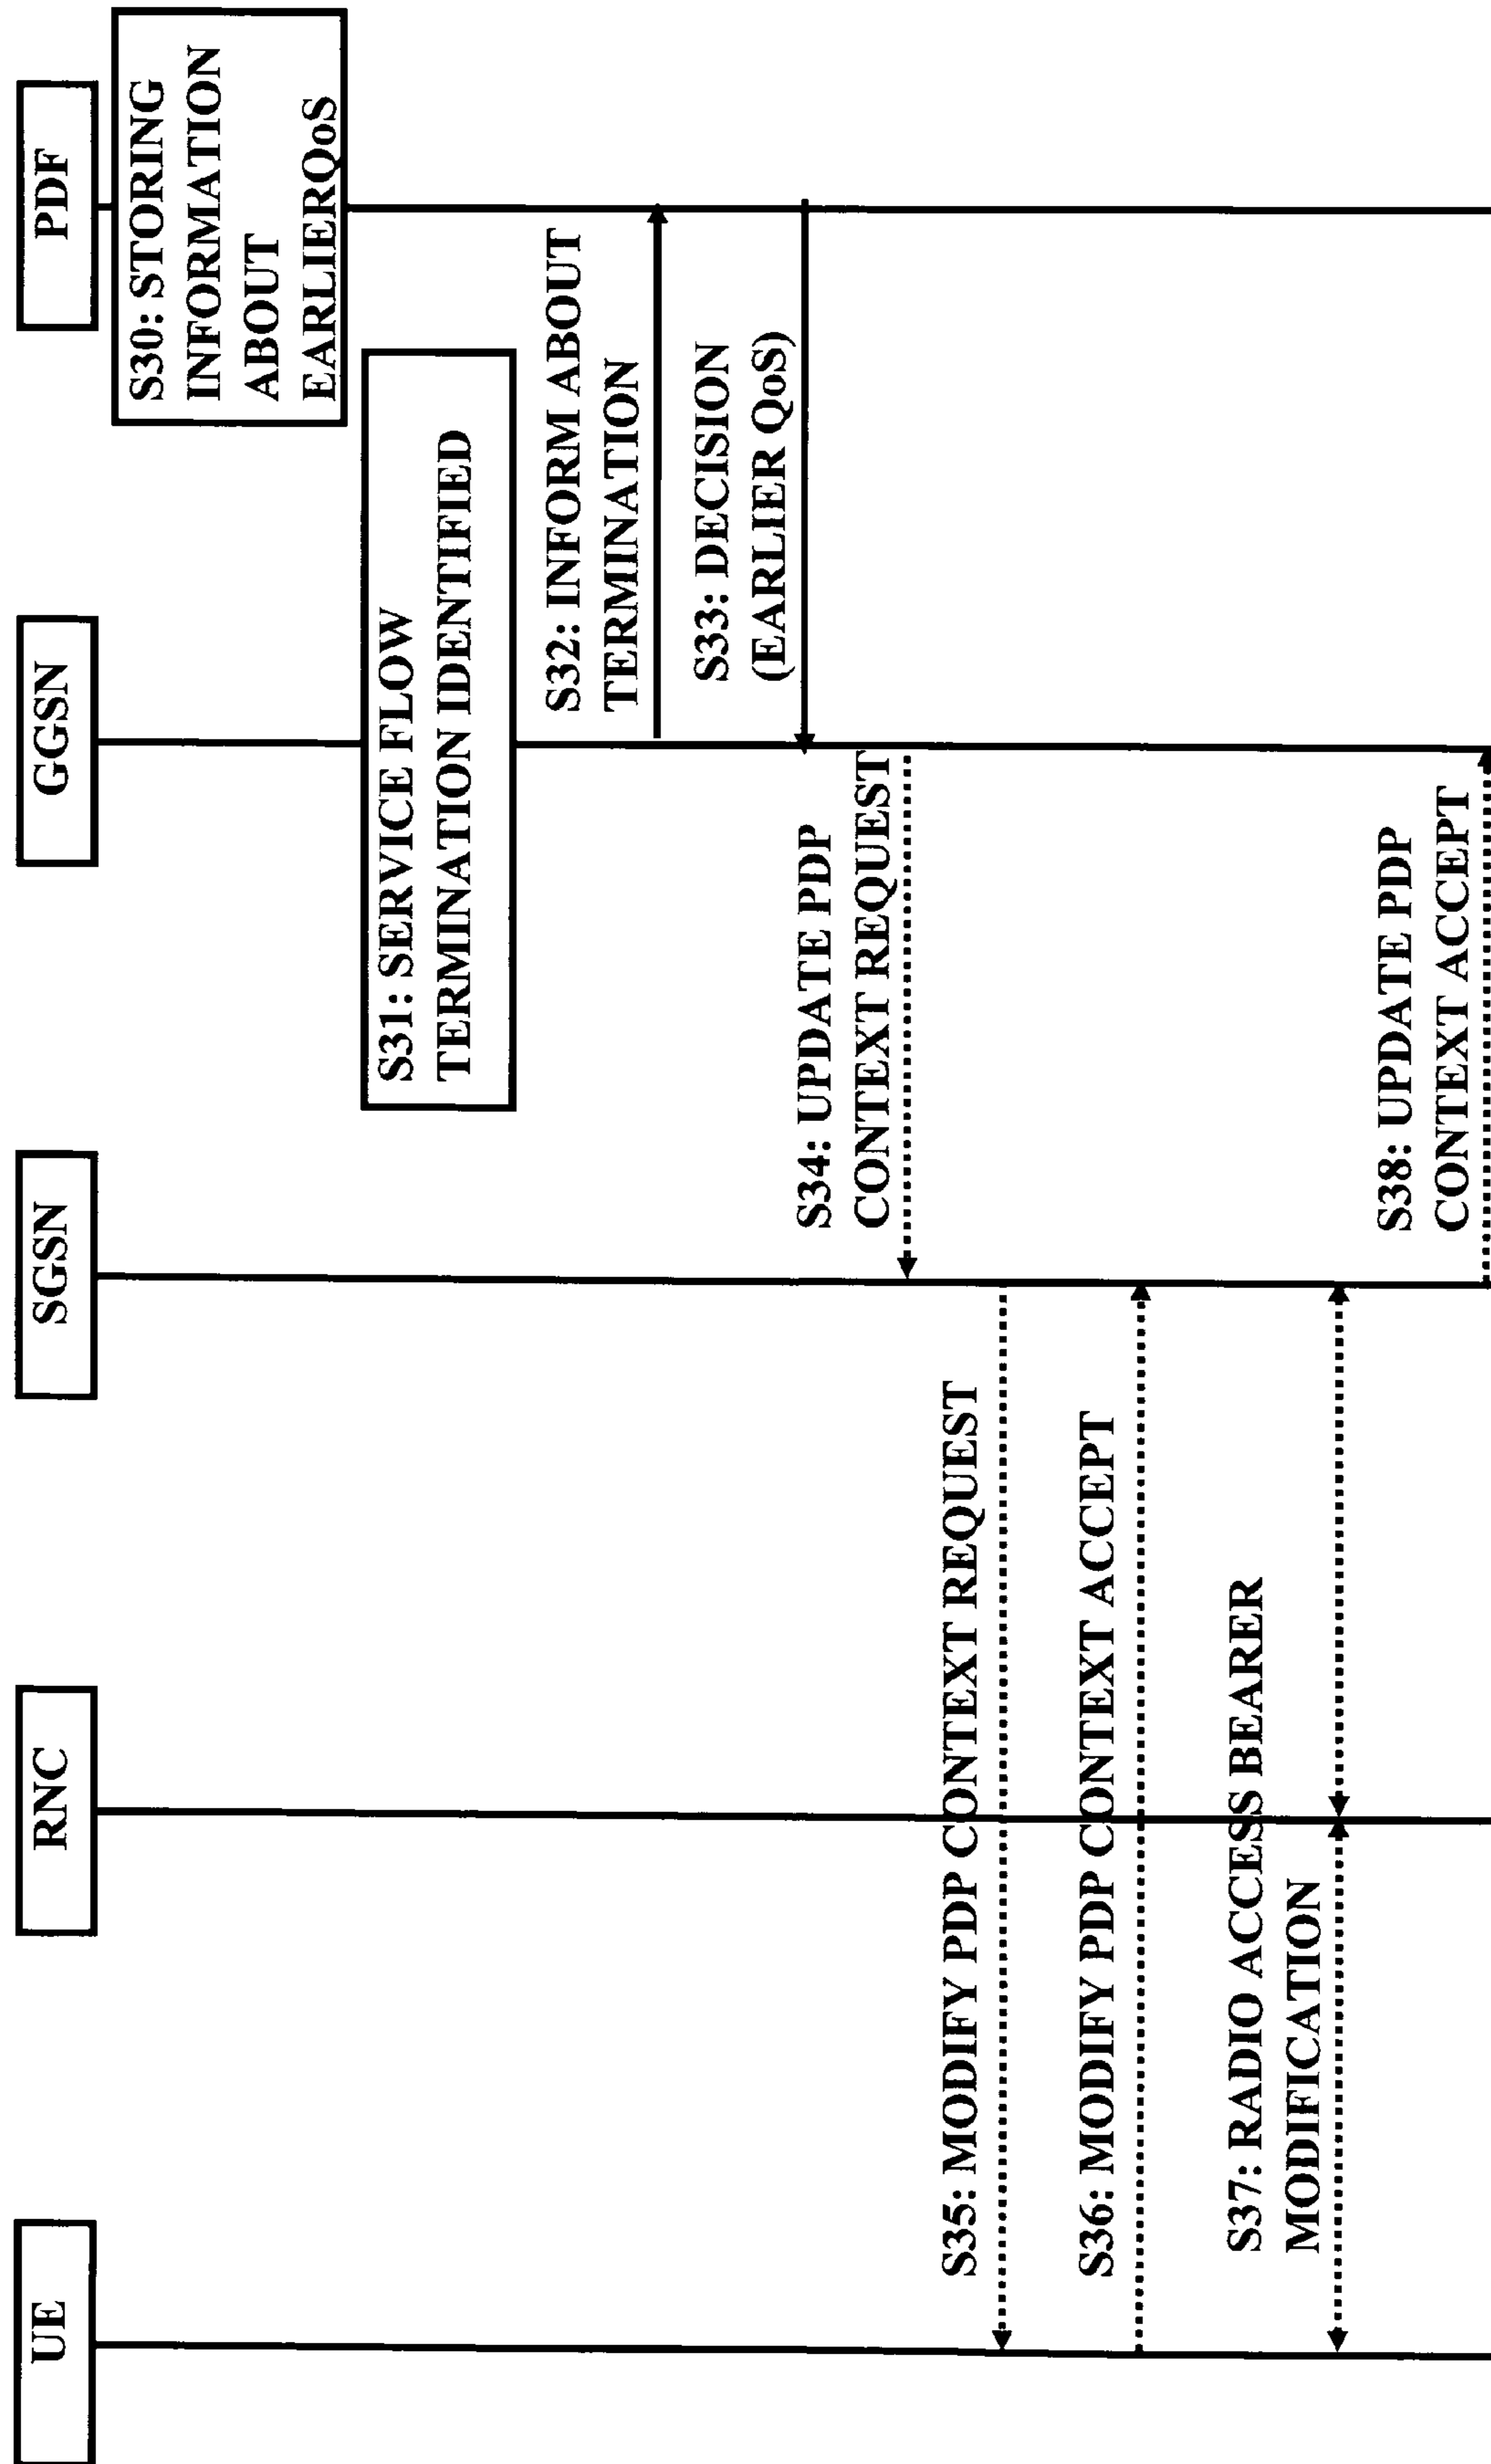 UE
RNC
SGSN
GGSN
PDF
S30: STORING
INFORMATION
ABOUT
EARLIERQoS
S31: SERVICE FLOW
TERMINATION IDENTIFIED
S32: INFORM ABOUT
TERMINATION
S33: DECISION
(EARLIER QoS)
S34: UPDATE PDP
CONTEXT REQUEST
S35: MODIFY PDP CONTEXT REQUEST
S36: MODIFY PDP CONTEXT ACCEPT
S37: RADIO ACCESS BEARER
MODIFICATION
S38: UPDATE PDP
CONTEXT ACCEPT